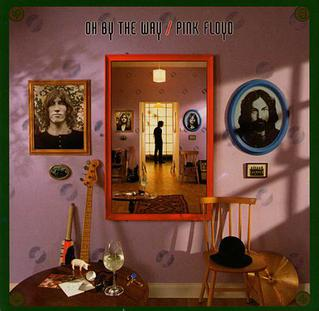 OH BY THE WAY / PINK FLOYD